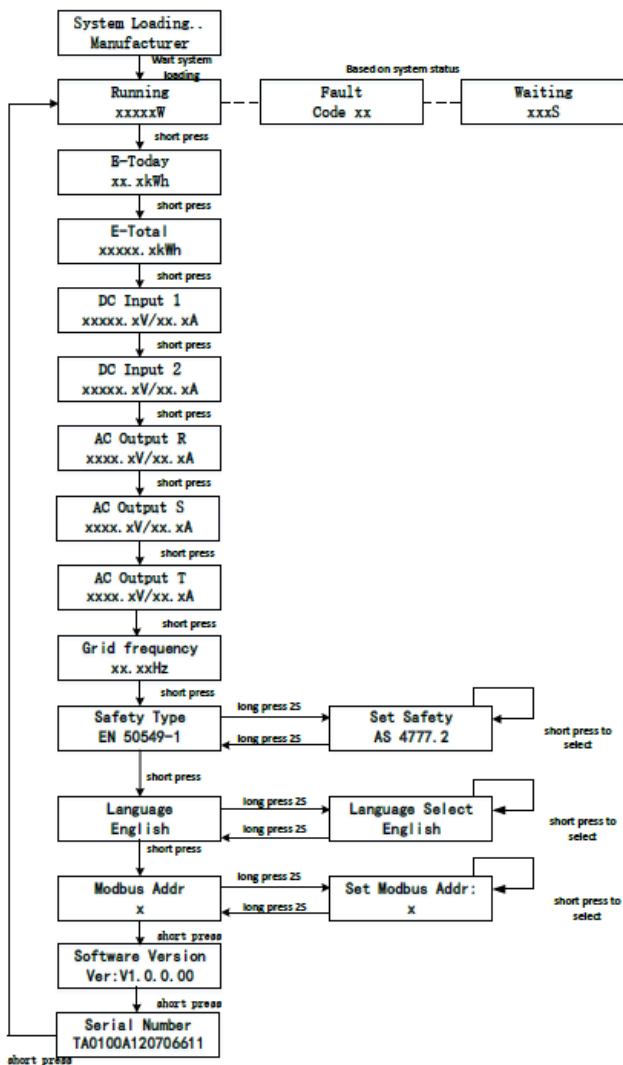 System Loading..
Manufacturer
Wait system
loading
Based on system status
Running
xxxxxW
Fault
Code xx
Waiting
xxxS
short press
E-Today
xx.xkWh
short press
E-Total
xxxxx.xkWh
short press
DC Input 1
xxxxx.xV/xx.xA
short press
DC Input 2
xxxxx.xV/xx.xA
short press
AC Output R
xxxx.xV/xx.xA
short press
AC Output S
xxxx.xV/xx.xA
short press
AC Output T
xxxx.xV/xx.xA
short press
Grid frequency
xx.xxHz
short press
Safety Type
EN 50549-1
long press 2S
long press 2S
Set Safety
AS 4777.2
short press to
select
short press
Language
English
long press 2S
long press 2S
Language Select
English
short press to
select
short press
Modbus Addr
x
long press 2S
long press 2S
Set Modbus Addr:
x
short press to
select
short press
Software Version
Ver:V1.0.0.00
short press
Serial Number
TA0100A120706611
short press